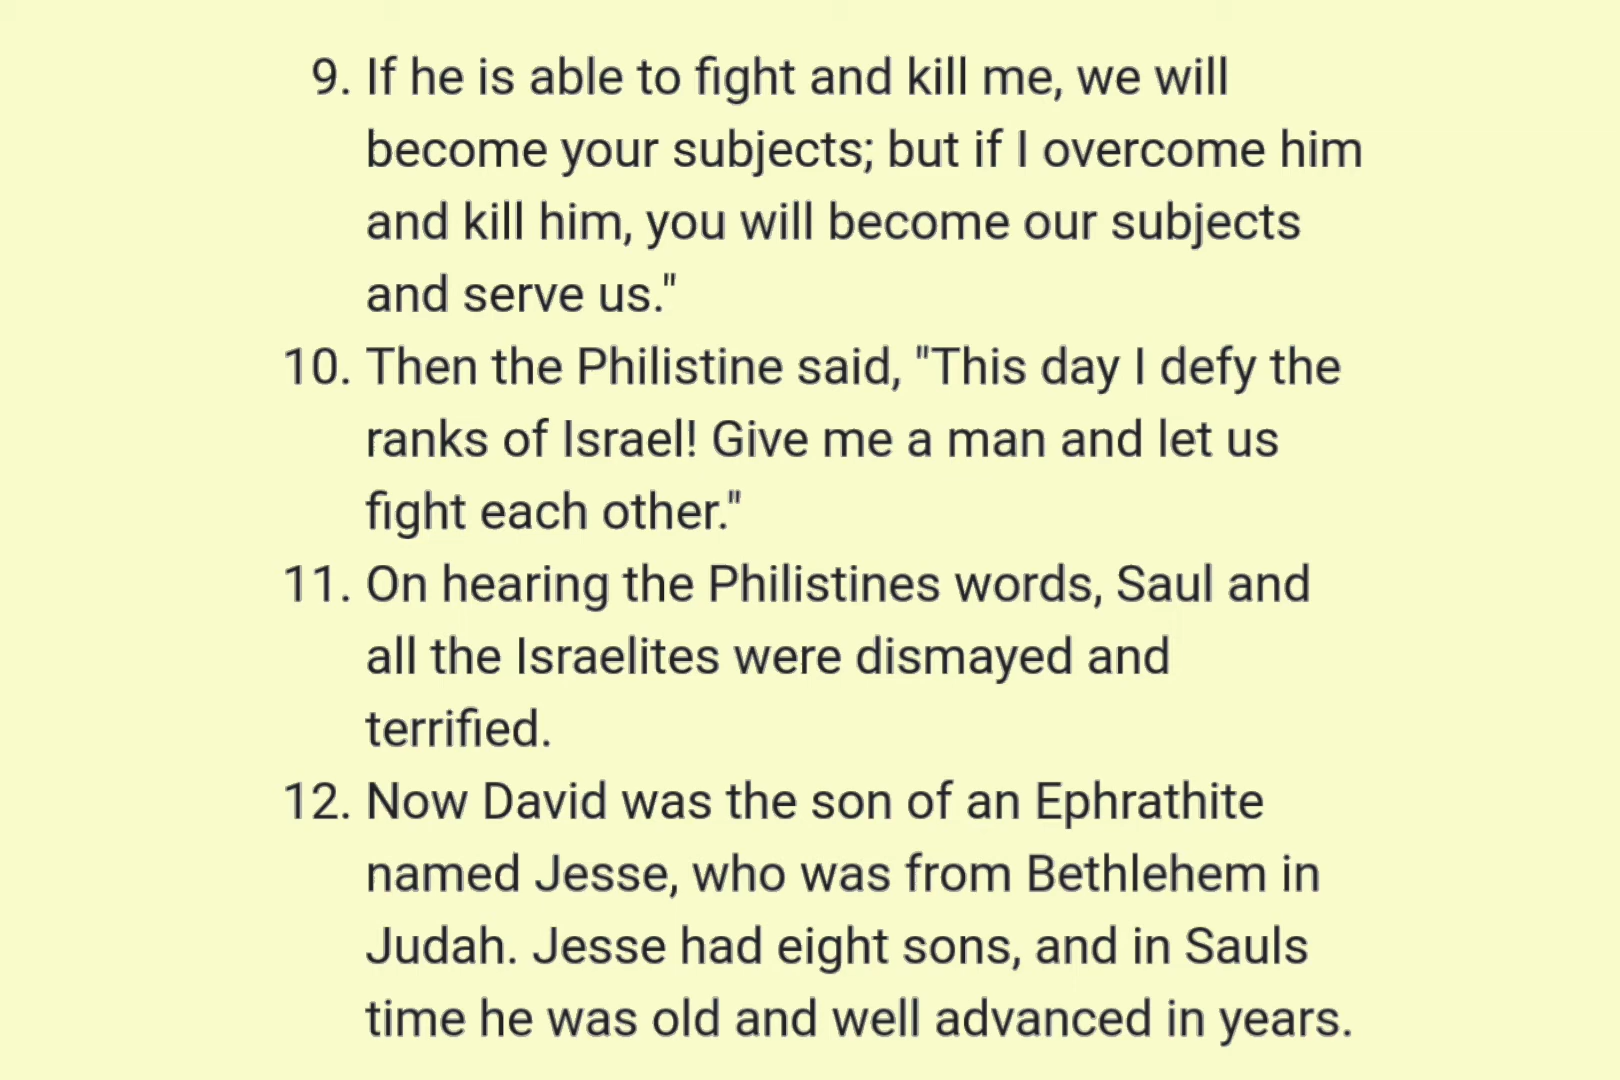 9. If he is able to fight and kill me, we will
become your subjects; but if I overcome him
and kill him, you will become our subjects
and serve us."
10. Then the Philistine said, "This day I defy the
ranks of Israel! Give me a man and let us
fight each other."
11. On hearing the Philistines words, Saul and
all the Israelites were dismayed and
terrified.
12. Now David was the son of an Ephrathite
named Jesse, who was from Bethlehem in
Judah. Jesse had eight sons, and in Sauls
time he was old and well advanced in years.